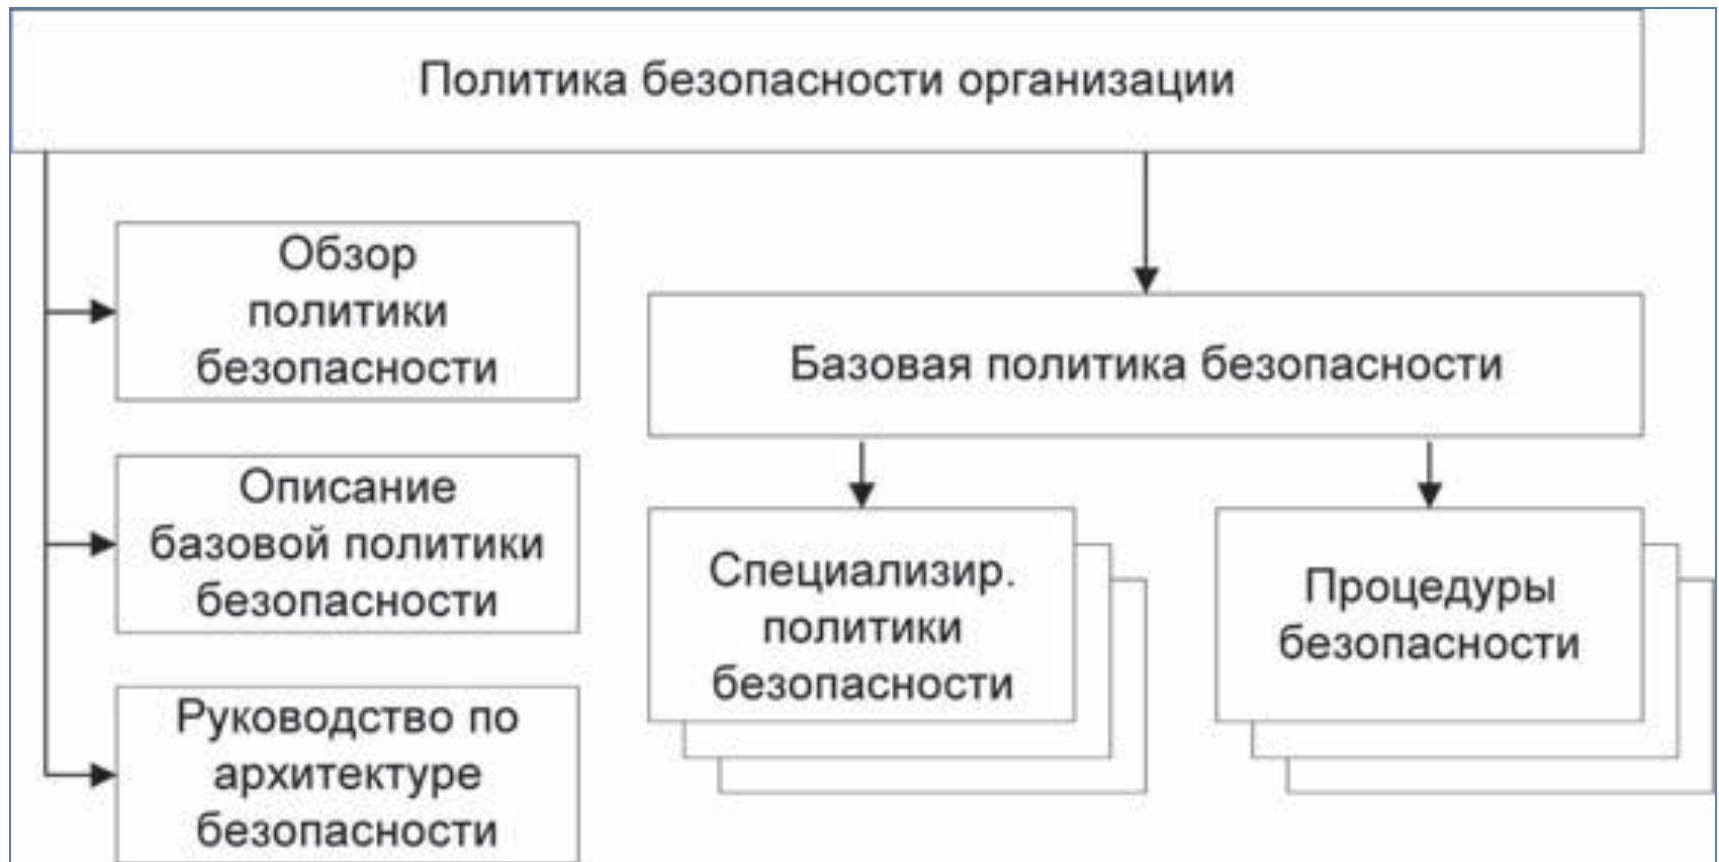 Политика безопасности организации
Обзор
политики
безопасности
Базовая политика безопасности
Описание
базовой политики
безопасности
Специализир.
политики
безопасности
Процедуры
безопасности
Руководство по
архитектуре
безопасности